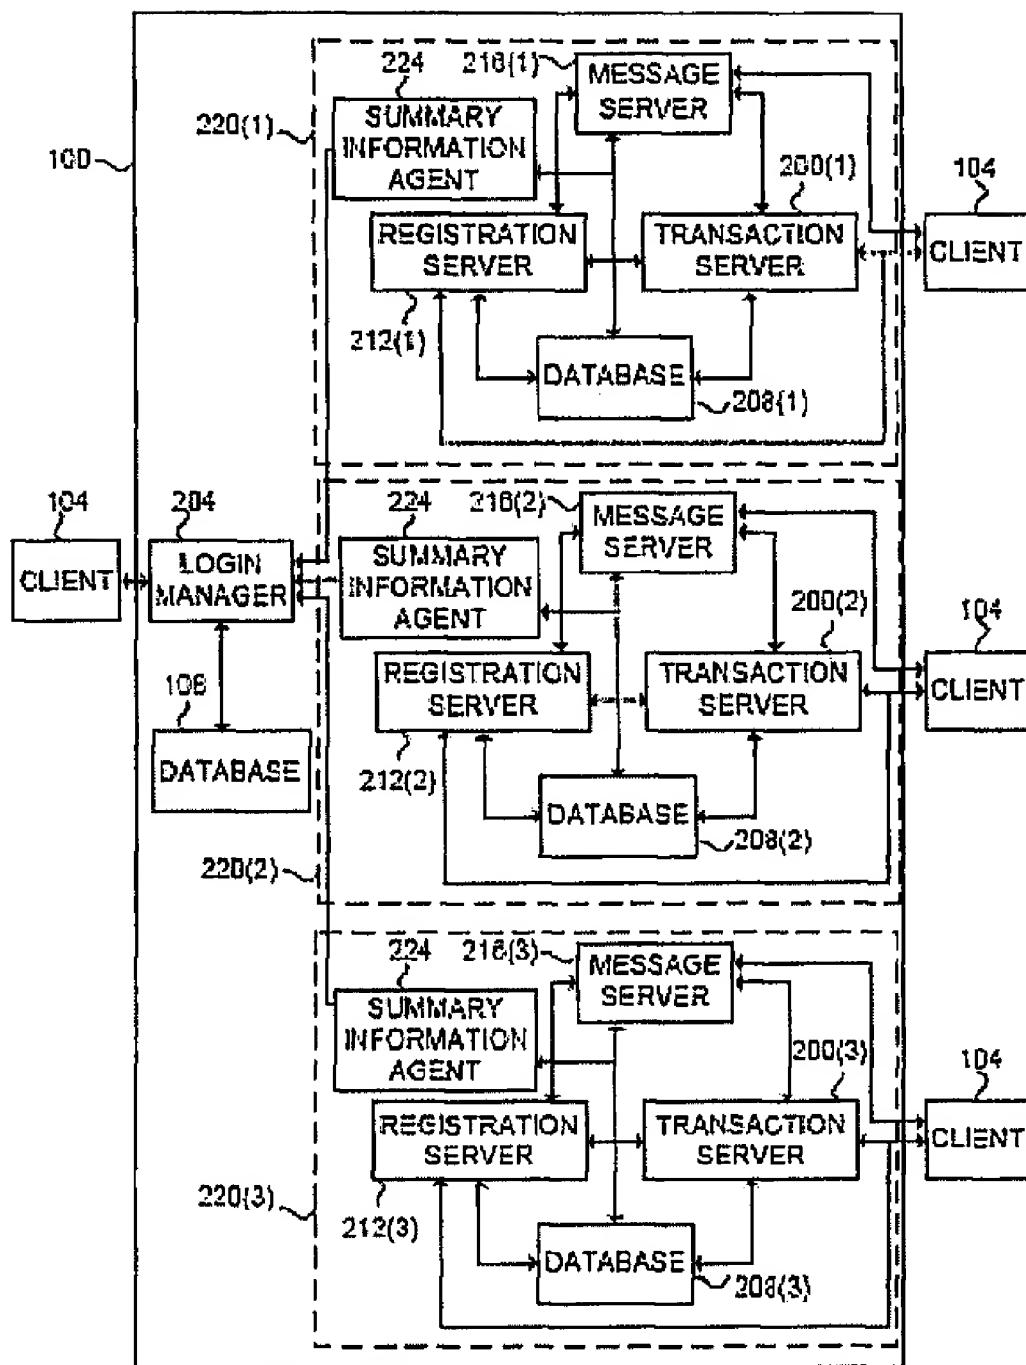 224
216(1)
MESSAGE
SERVER
220(1)
SUMMARY
INFORMATION
AGENT
100
200(1)
104
REGISTRATION
SERVER
TRANSACTION
SERVER
CLIENT
212(1)
DATABASE
208(1)
104
204
224
216(2)
MESSAGE
SERVER
CLIENT
LOGIN
MANAGER
SUMMARY
INFORMATION
AGENT
200(2)
104
108
REGISTRATION
SERVER
TRANSACTION
SERVER
CLIENT
DATABASE
212(2)
DATABASE
208(2)
220(2)
224
216(3)
MESSAGE
SERVER
SUMMARY
INFORMATION
AGENT
200(3)
104
REGISTRATION
SERVER
TRANSACTION
SERVER
CLIENT
220(3)
212(3)
DATABASE
208(3)